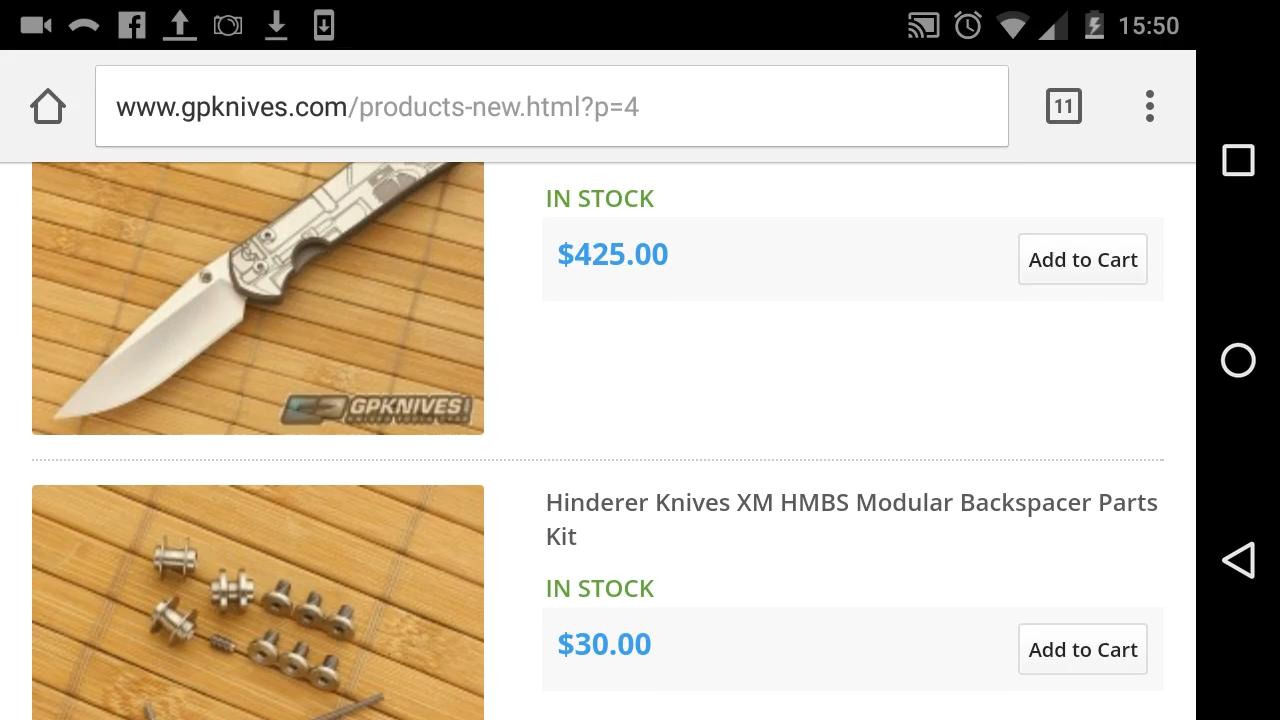 15:50
www.gpknives.com/products-new.html?p=4
11
IN STOCK
$425.00
Add to Cart
GPKNIVES
Hinderer Knives XM HMBS Modular Backspacer Parts
Kit
IN STOCK
$30.00
Add to Cart